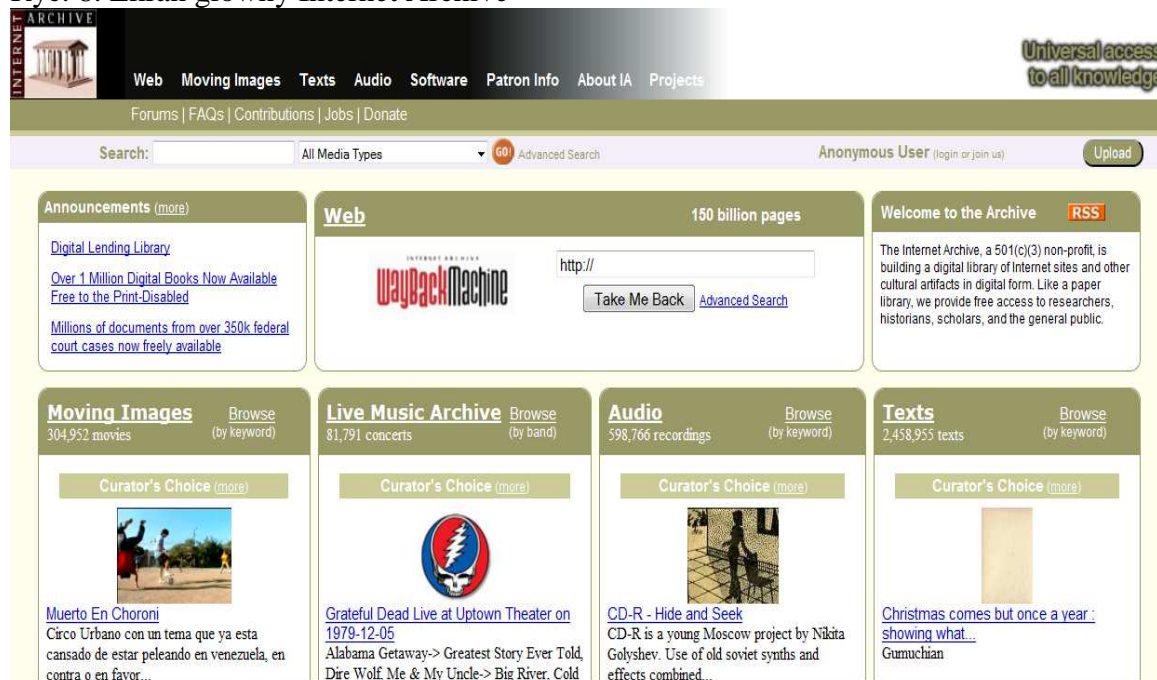 INTERNET ARCHIVE
Web Moving Images Texts Audio Software Patron Info About IA Projects
Universal access
to all knowledge
Forums | FAQs | Contributions | Jobs | Donate
Search: All Media Types GO! Advanced Search Anonymous User (login or join us) Upload
Announcements (more)
Digital Lending Library
Over 1 Million Digital Books Now Available
Free to the Print-Disabled
Millions of documents from over 350k federal
court cases now freely available
Web 150 billion pages
INTERNET ARCHIVE
WayBackMachine
http://
Take Me Back Advanced Search
Welcome to the Archive RSS
The Internet Archive, a 501(c)(3) non-profit, is
building a digital library of Internet sites and other
cultural artifacts in digital form. Like a paper
library, we provide free access to researchers,
historians, scholars, and the general public.
Moving Images Browse
304,952 movies (by keyword)
Curator's Choice (more)
Muerto En Choroni
Circo Urbano con un tema que ya esta
cansado de estar peleando en venezuela, en
contra o en favor...
Live Music Archive Browse
81,791 concerts (by band)
Curator's Choice (more)
Grateful Dead Live at Uptown Theater on
1979-12-05
Alabama Getaway-> Greatest Story Ever Told,
Dire Wolf, Me & My Uncle-> Big River, Cold
Audio Browse
598,766 recordings (by keyword)
Curator's Choice (more)
CD-R - Hide and Seek
CD-R is a young Moscow project by Nikita
Golyshev. Use of old soviet synths and
effects combined...
Texts Browse
2,458,955 texts (by keyword)
Curator's Choice (more)
Christmas comes but once a year :
showing what...
Gumuchian